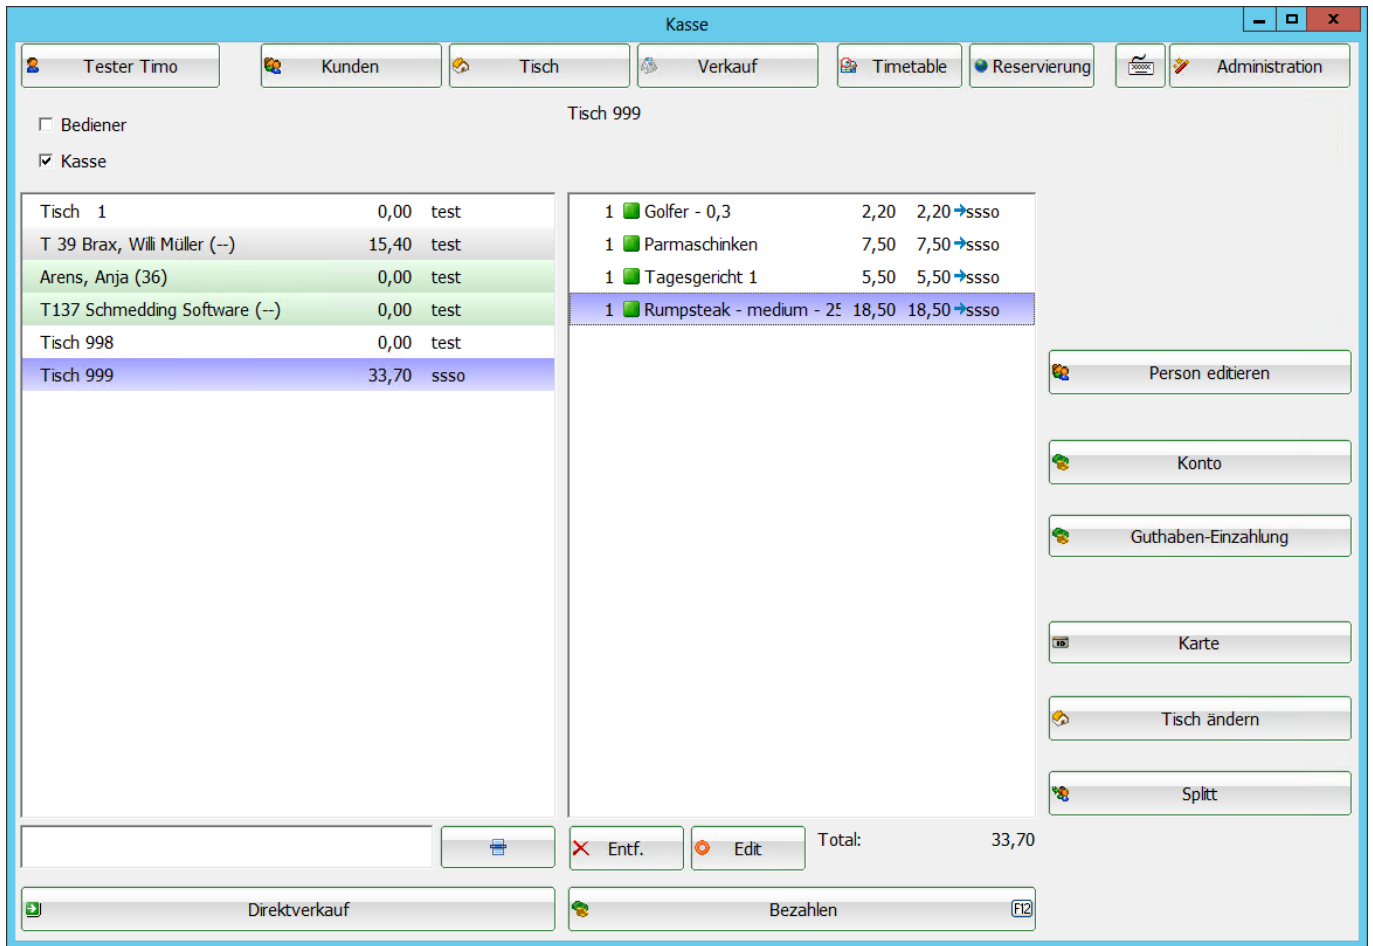 Kasse
Tester Timo Kunden Tisch Verkauf Timetable Reservierung Administration
Tisch 999
Bediener
Kasse
Tisch 1 0,00 test
T 39 Brax, Willi Müller (--) 15,40 test
Arens, Anja (36) 0,00 test
T137 Schmedding Software (--) 0,00 test
Tisch 998 0,00 test
Tisch 999 33,70 ssso
1 Golfer - 0,3 2,20 2,20 ssso
1 Parmaschinken 7,50 7,50 ssso
1 Tagesgericht 1 5,50 5,50 ssso
1 Rumpsteak - medium - 25 18,50 18,50 ssso
Person editieren
Konto
Guthaben-Einzahlung
Karte
Tisch ändern
Splitt
Entf. Edit Total: 33,70
Direktverkauf Bezahlen F12